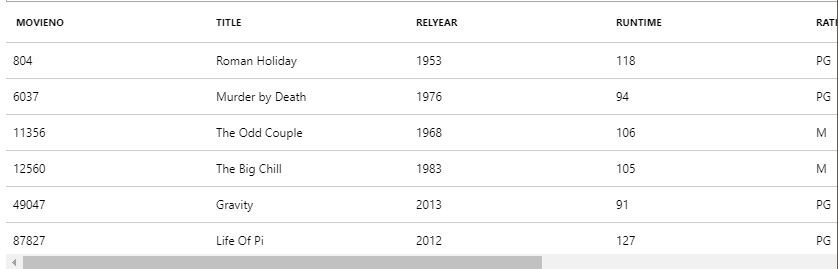 MOVIENO TITLE RELYEAR RUNTIME RATI
804 Roman Holiday 1953 118 PG
6037 Murder by Death 1976 94 PG
11356 The Odd Couple 1968 106 M
12560 The Big Chill 1983 105 M
49047 Gravity 2013 91 PG
87827 Life Of Pi 2012 127 PG